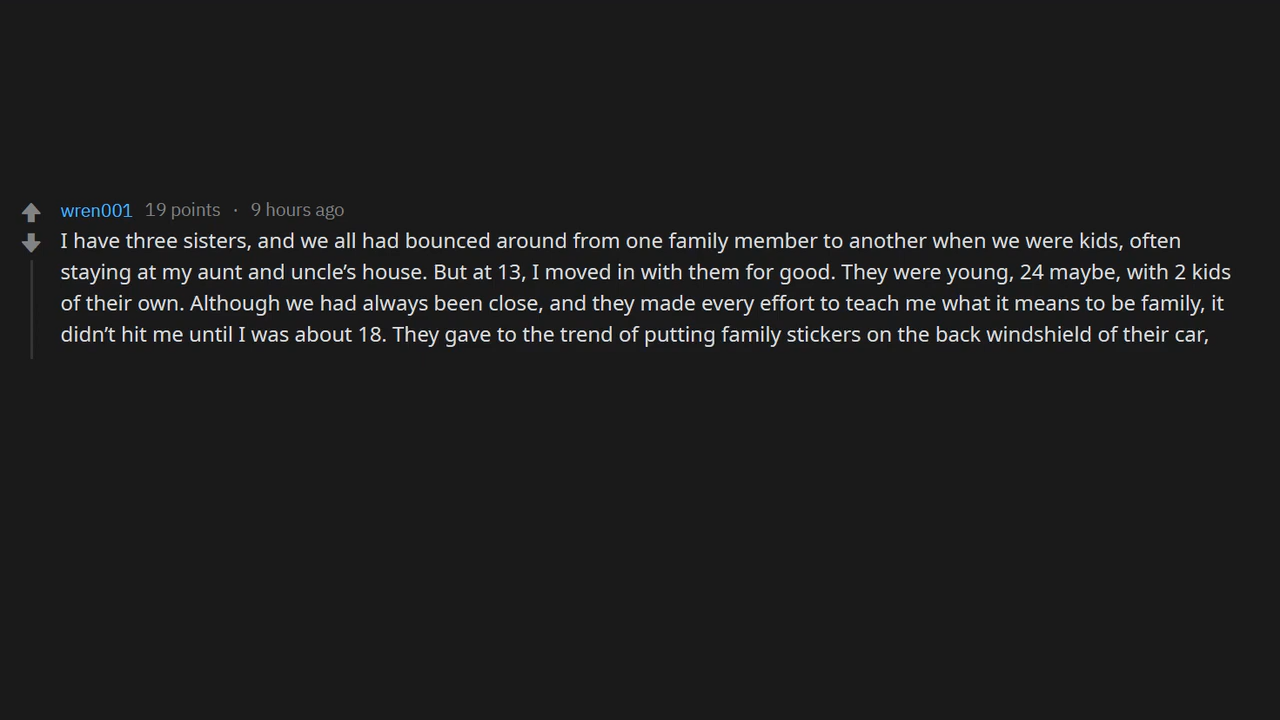 wren001 19 points · 9 hours ago
I have three sisters, and we all had bounced around from one family member to another when we were kids, often
staying at my aunt and uncle’s house. But at 13, I moved in with them for good. They were young, 24 maybe, with 2 kids
of their own. Although we had always been close, and they made every effort to teach me what it means to be family, it
didn’t hit me until I was about 18. They gave to the trend of putting family stickers on the back windshield of their car,